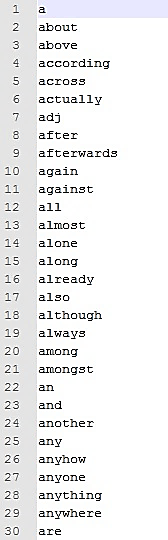 1 a
2 about
3 above
4 according
5 across
6 actually
7 adj
8 after
9 afterwards
10 again
11 against
12 all
13 almost
14 alone
15 along
16 already
17 also
18 although
19 always
20 among
21 amongst
22 an
23 and
24 another
25 any
26 anyhow
27 anyone
28 anything
29 anywhere
30 are